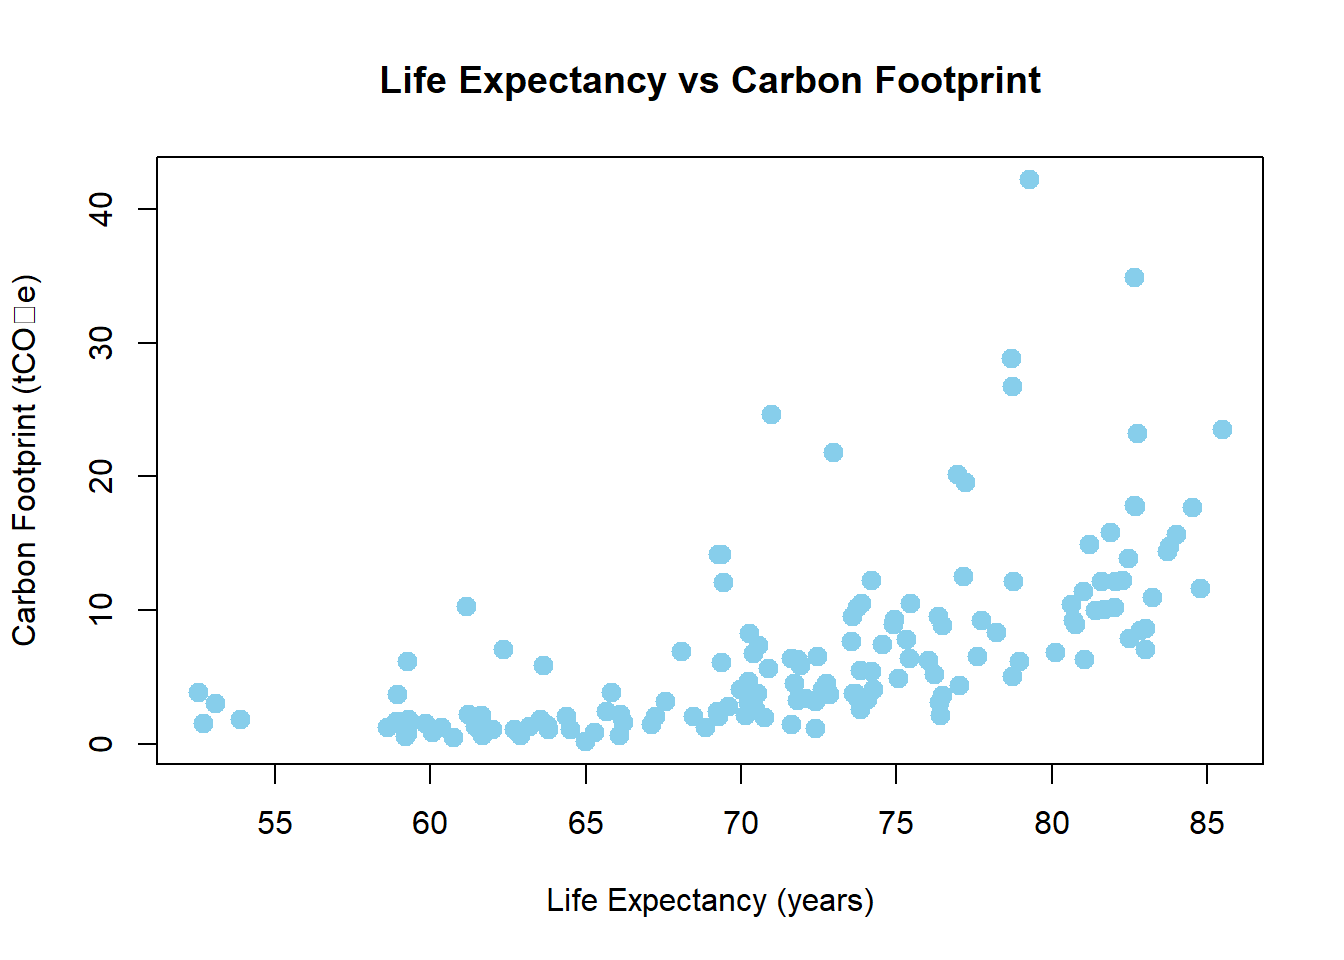 Life Expectancy vs Carbon Footprint
Carbon Footprint (tCO□e)
40
30
20
10
0
55 60 65 70 75 80 85
Life Expectancy (years)